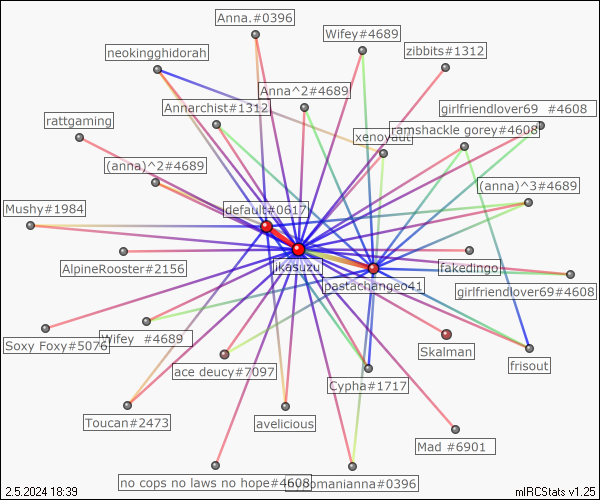 Anna.#0396
Wifey#4689
neokingghidorah
zibbits#1312
Anna^2#4689
Annarchist#1312
girlfriendlover69 #4608
rattgaming
xenovaut
ramshackle gorey#4608
(anna)^2#4689
(anna)^3#4689
Mushy#1984
default#0617
jikasuzu
fakedingo
AlpineRooster#2156
pastachangeo41
girlfriendlover69#4608
Soxy Foxy#5076
Wifey #4689
Skalman
frisout
ace deucy#7097
Cypha#1717
Toucan#2473
avelicious
Mad #6901
no cops no laws no hope#4608
#0396
2.5.2024 18:39
mIRCStats v1.25